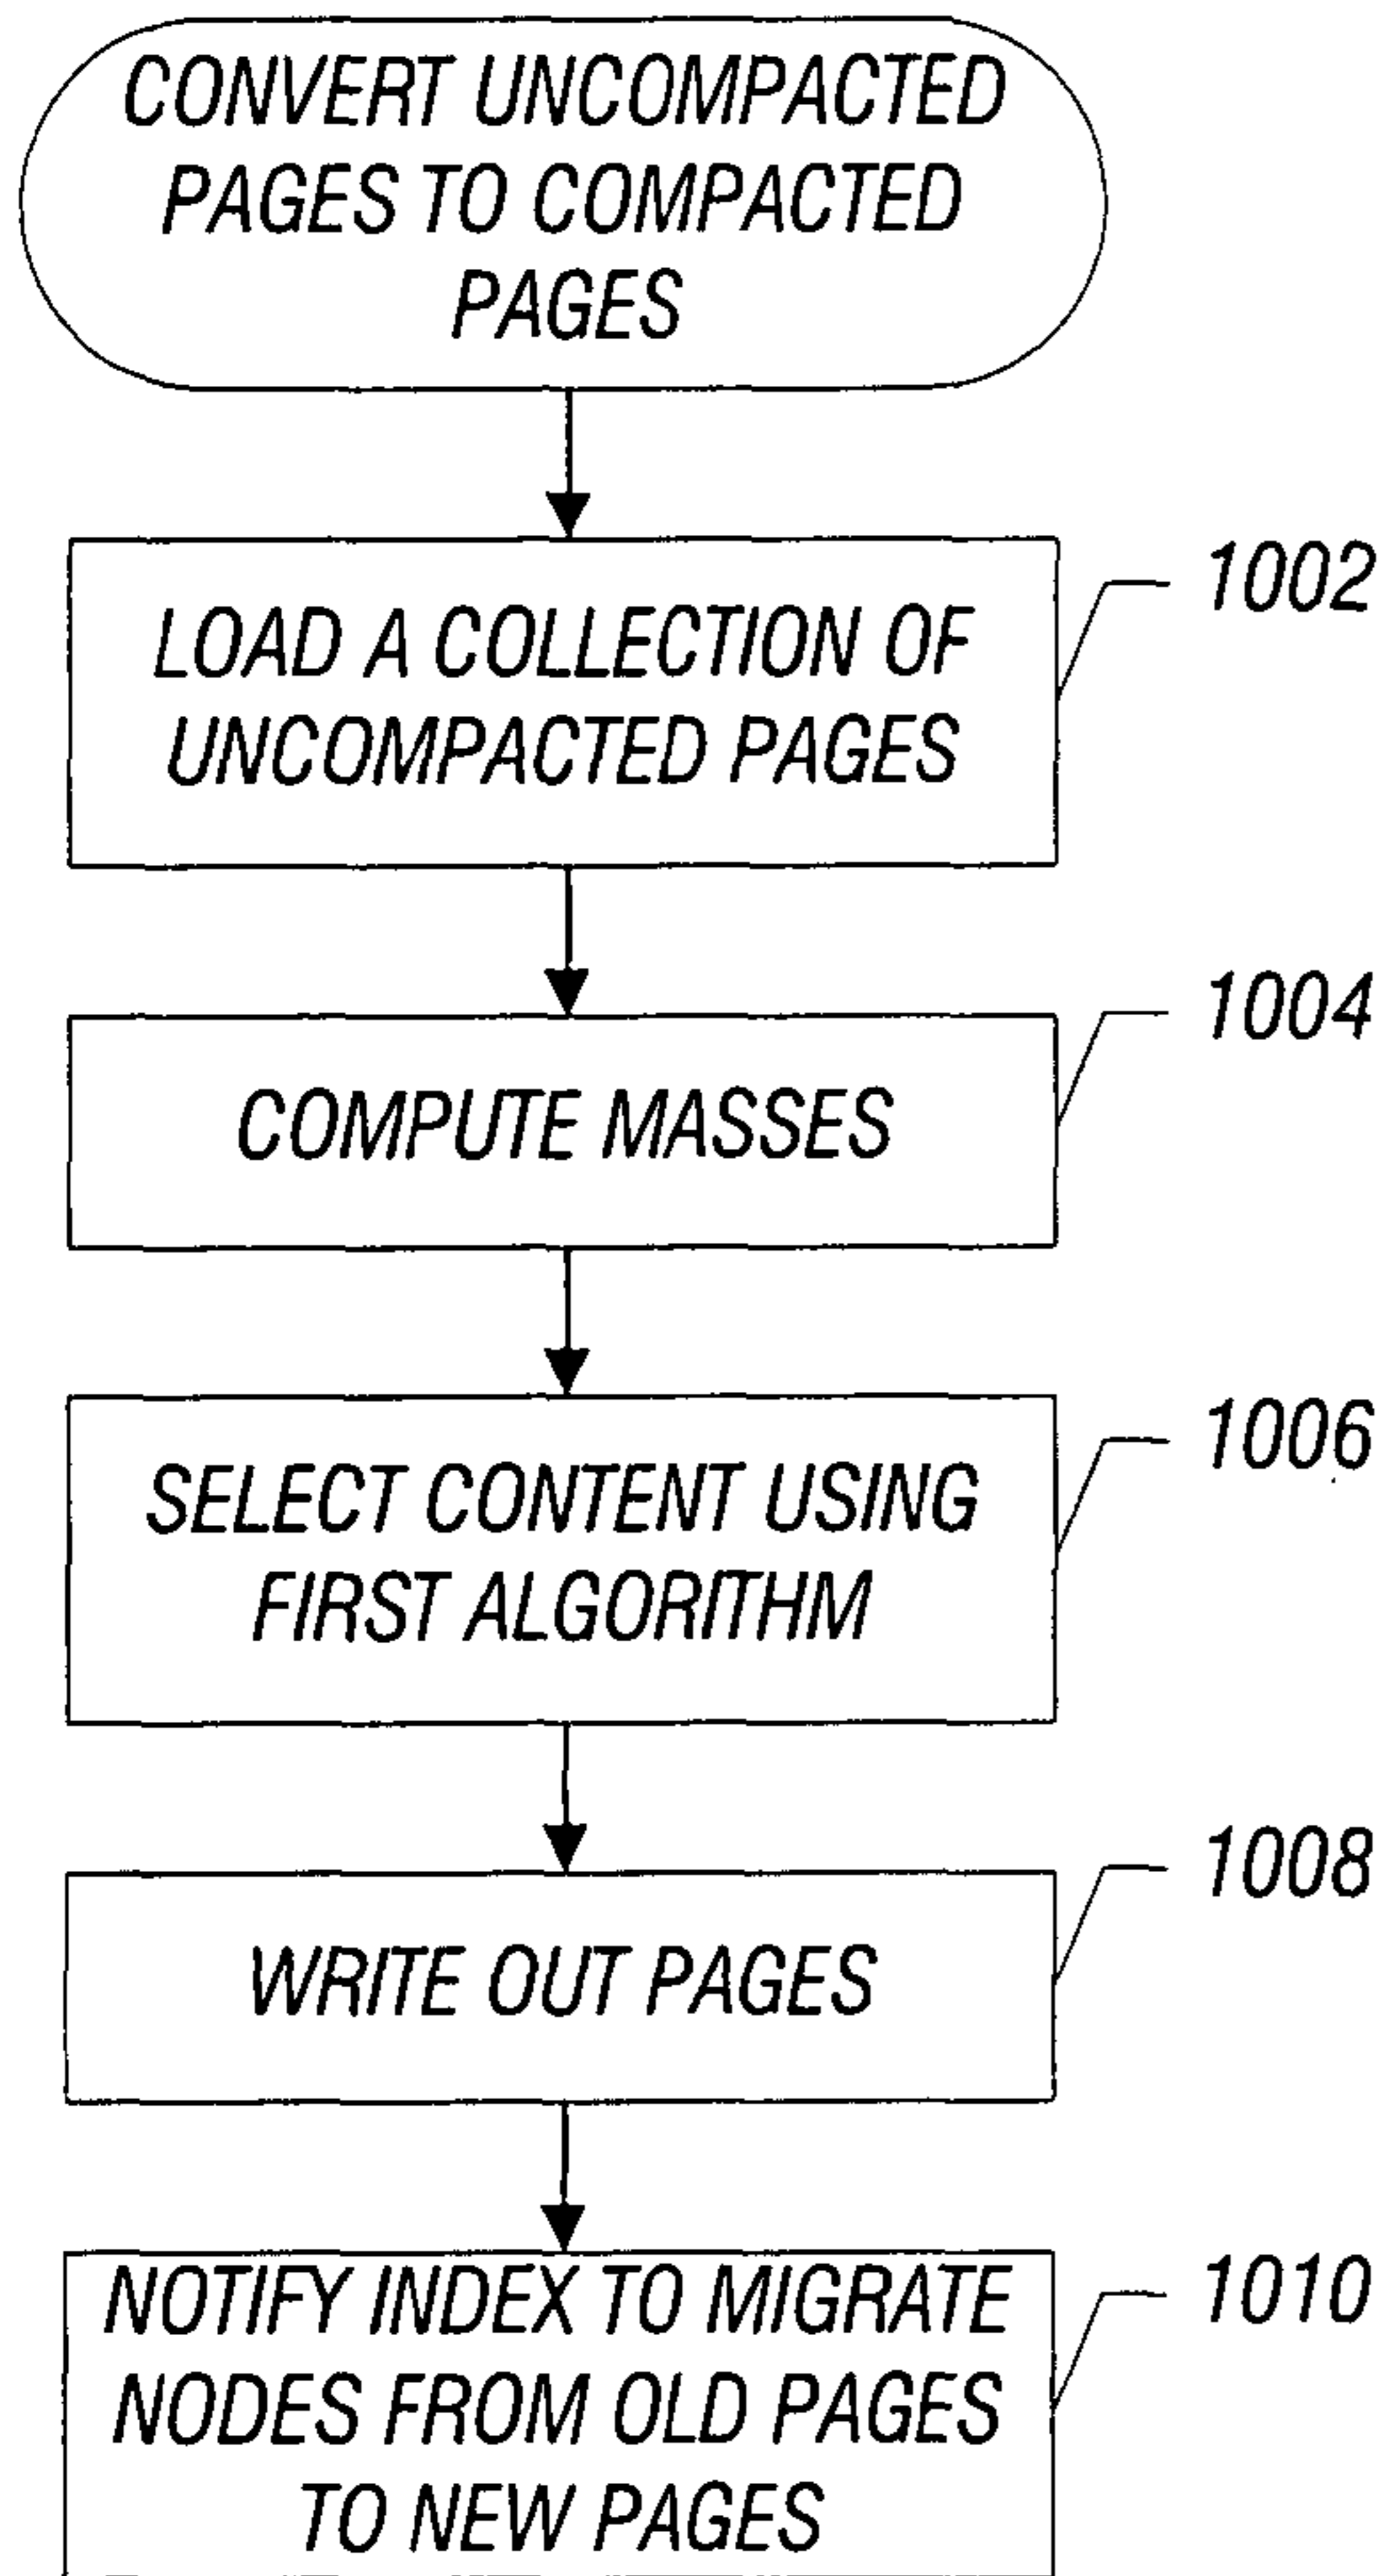 CONVERT UNCOMPACTED
PAGES TO COMPACTED
PAGES
1002
LOAD A COLLECTION OF
UNCOMPACTED PAGES
1004
COMPUTE MASSES
1006
SELECT CONTENT USING
FIRST ALGORITHM
1008
WRITE OUT PAGES
1010
NOTIFY INDEX TO MIGRATE
NODES FROM OLD PAGES
TO NEW PAGES